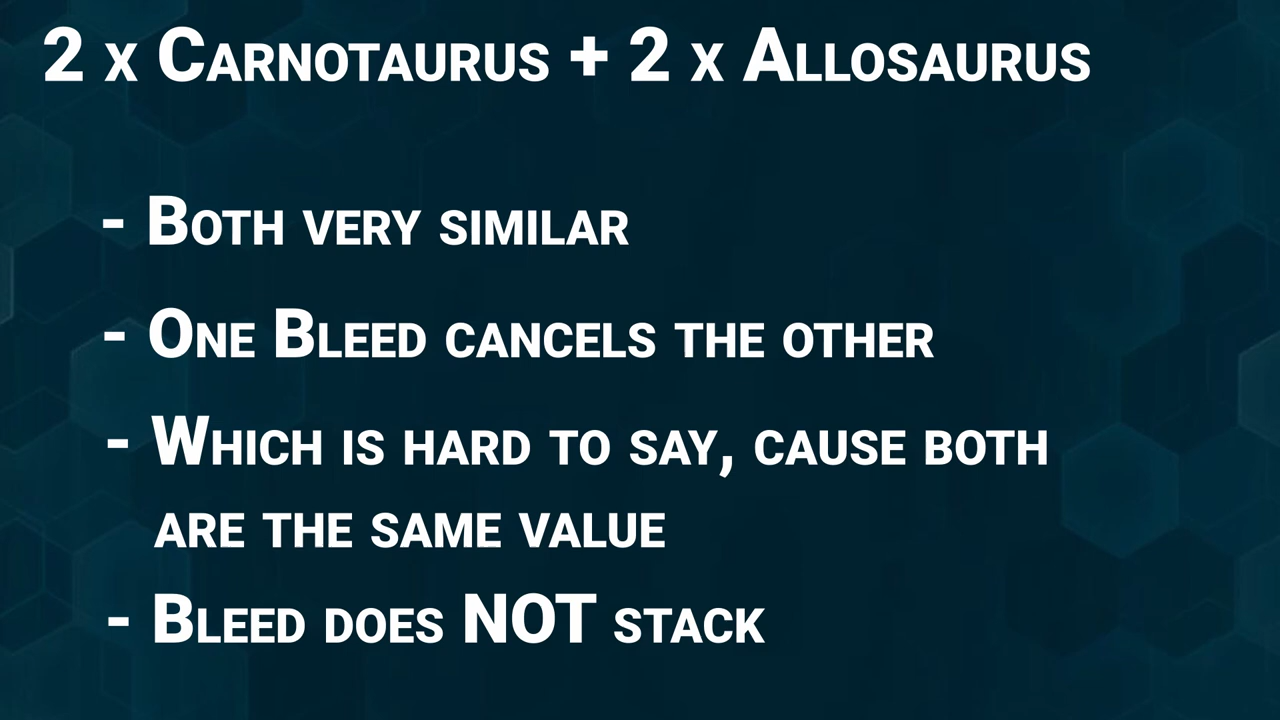 2 x Carnotaurus + 2 x Allosaurus
- Both very similar
- One Bleed cancels the other
- Which is hard to say, cause both
are the same value
- Bleed does NOT stack